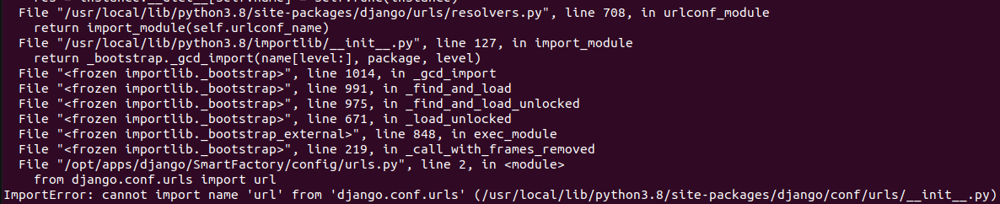 File "/usr/local/lib/python3.8/site-packages/django/urls/resolvers.py", line 708, in urlconf_module
return import_module(self.urlconf_name)
File "/usr/local/lib/python3.8/importlib/__init__.py", line 127, in import_module
return _bootstrap._gcd_import(name[level:], package, level)
File "<frozen importlib._bootstrap>", line 1014, in _gcd_import
File "<frozen importlib._bootstrap>", line 991, in _find_and_load
File "<frozen importlib._bootstrap>", line 975, in _find_and_load_unlocked
File "<frozen importlib._bootstrap>", line 671, in _load_unlocked
File "<frozen importlib._bootstrap_external>", line 848, in exec_module
File "<frozen importlib._bootstrap>", line 219, in _call_with_frames_removed
File "/opt/apps/django/SmartFactory/config/urls.py", line 2, in <module>
from django.conf.urls import url
ImportError: cannot import name 'url' from 'django.conf.urls' (/usr/local/lib/python3.8/site-packages/django/conf/urls/__init__.py)